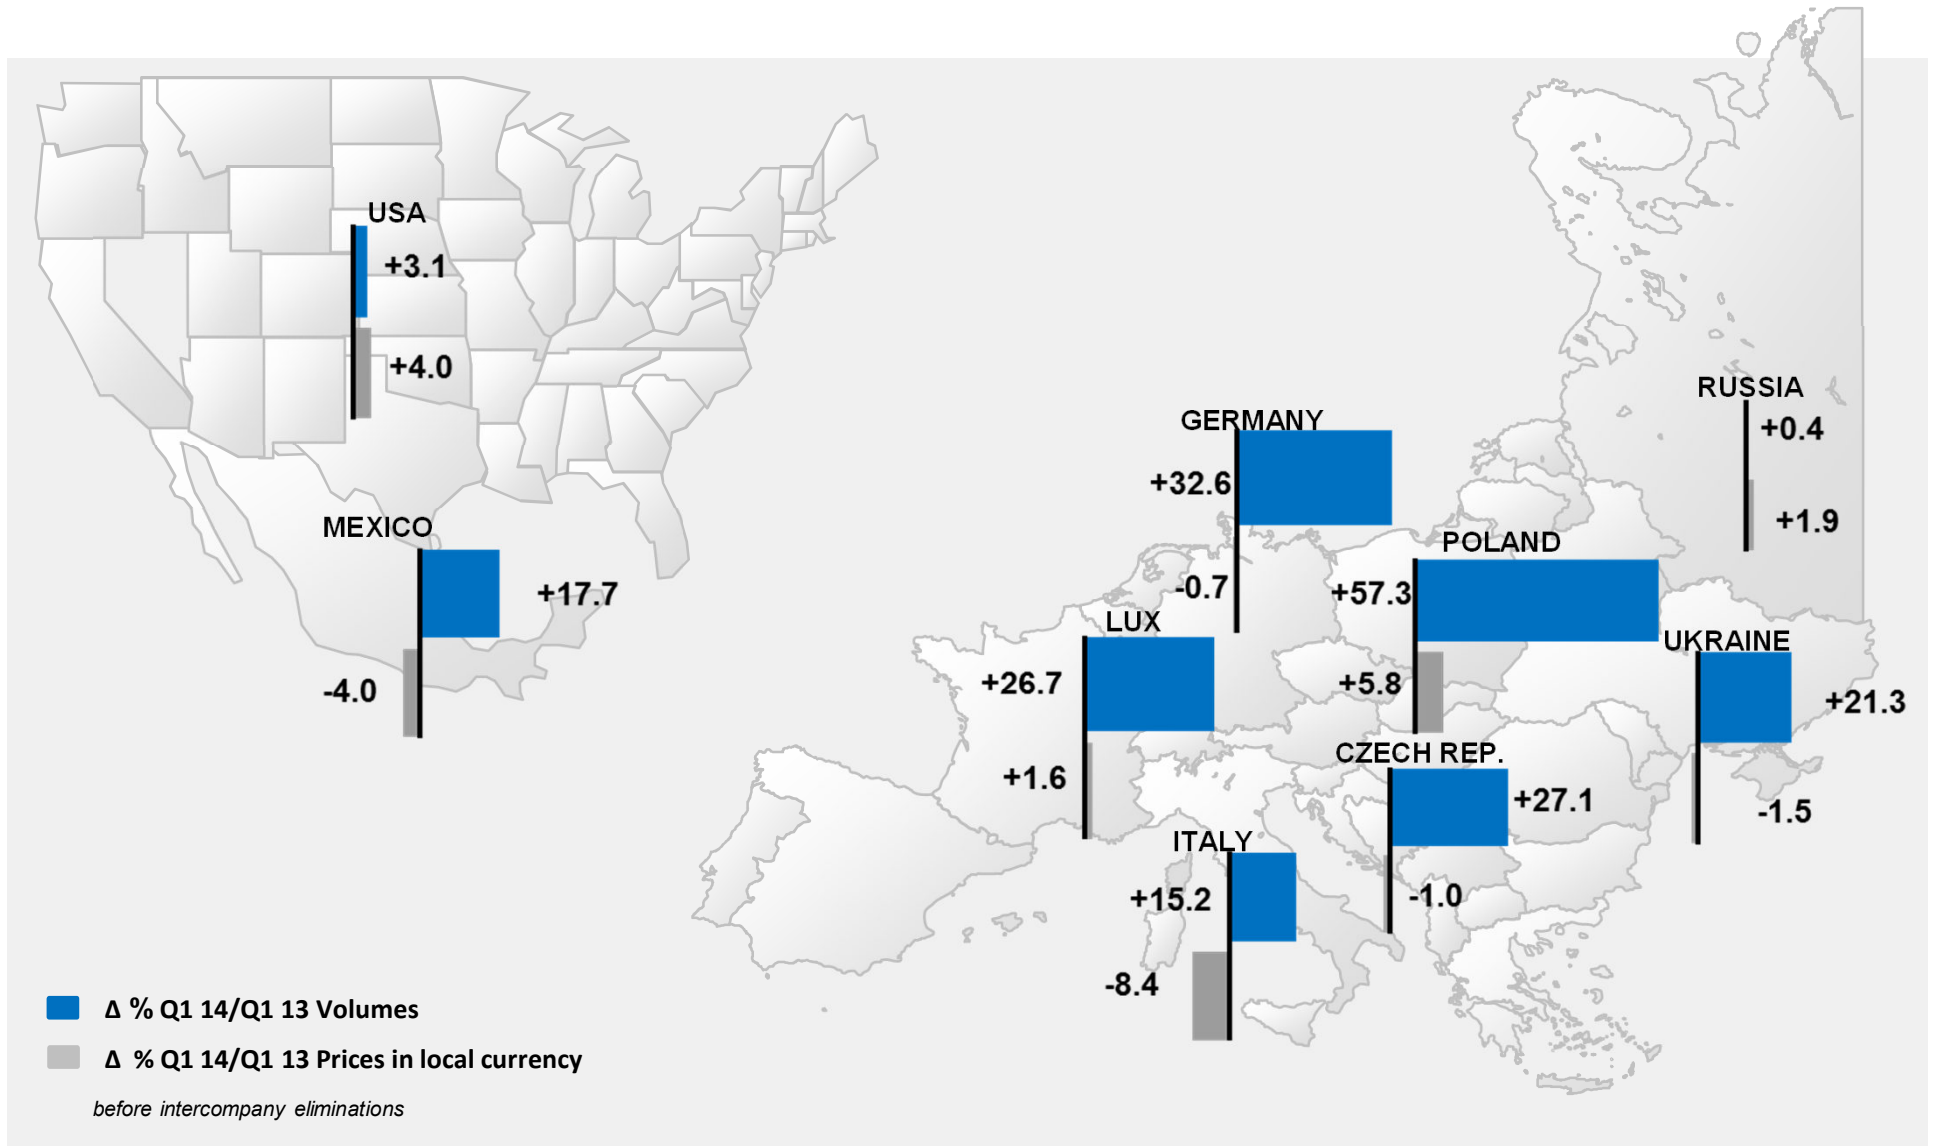 USA
+3.1
+4.0
MEXICO
+17.7
-4.0
GERMANY
+32.6
-0.7
RUSSIA
+0.4
+1.9
POLAND
+57.3
+5.8
LUX
+26.7
+1.6
UKRAINE
+21.3
-1.5
CZECH REP.
+27.1
-1.0
ITALY
+15.2
-8.4
Δ % Q1 14/Q1 13 Volumes
Δ % Q1 14/Q1 13 Prices in local currency
before intercompany eliminations